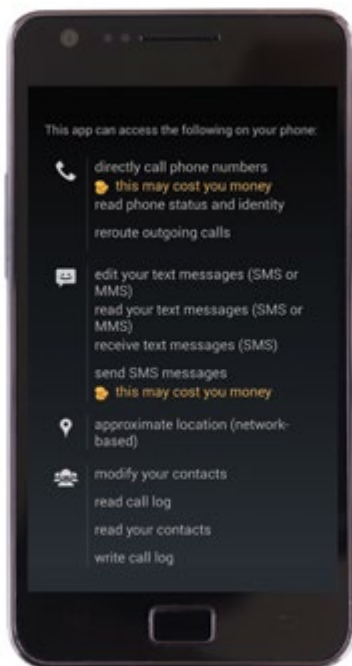 This app can access the following on your phone:
directly call phone numbers
this may cost you money
read phone status and identity
reroute outgoing calls
edit your text messages (SMS or
MMS)
read your text messages (SMS or
MMS)
receive text messages (SMS)
send SMS messages
this may cost you money
approximate location (network-
based)
modify your contacts
read call log
read your contacts
write call log